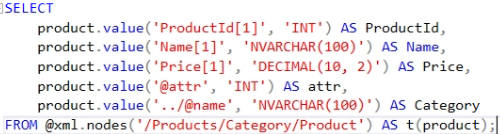 SELECT
product.value('ProductId[1]', 'INT') AS ProductId,
product.value('Name[1]', 'NVARCHAR(100)') AS Name,
product.value('Price[1]', 'DECIMAL(10, 2)') AS Price,
product.value('@attr', 'INT') AS attr,
product.value('../@name', 'NVARCHAR(100)') AS Category
FROM @xml.nodes('/Products/Category/Product') AS t(product);